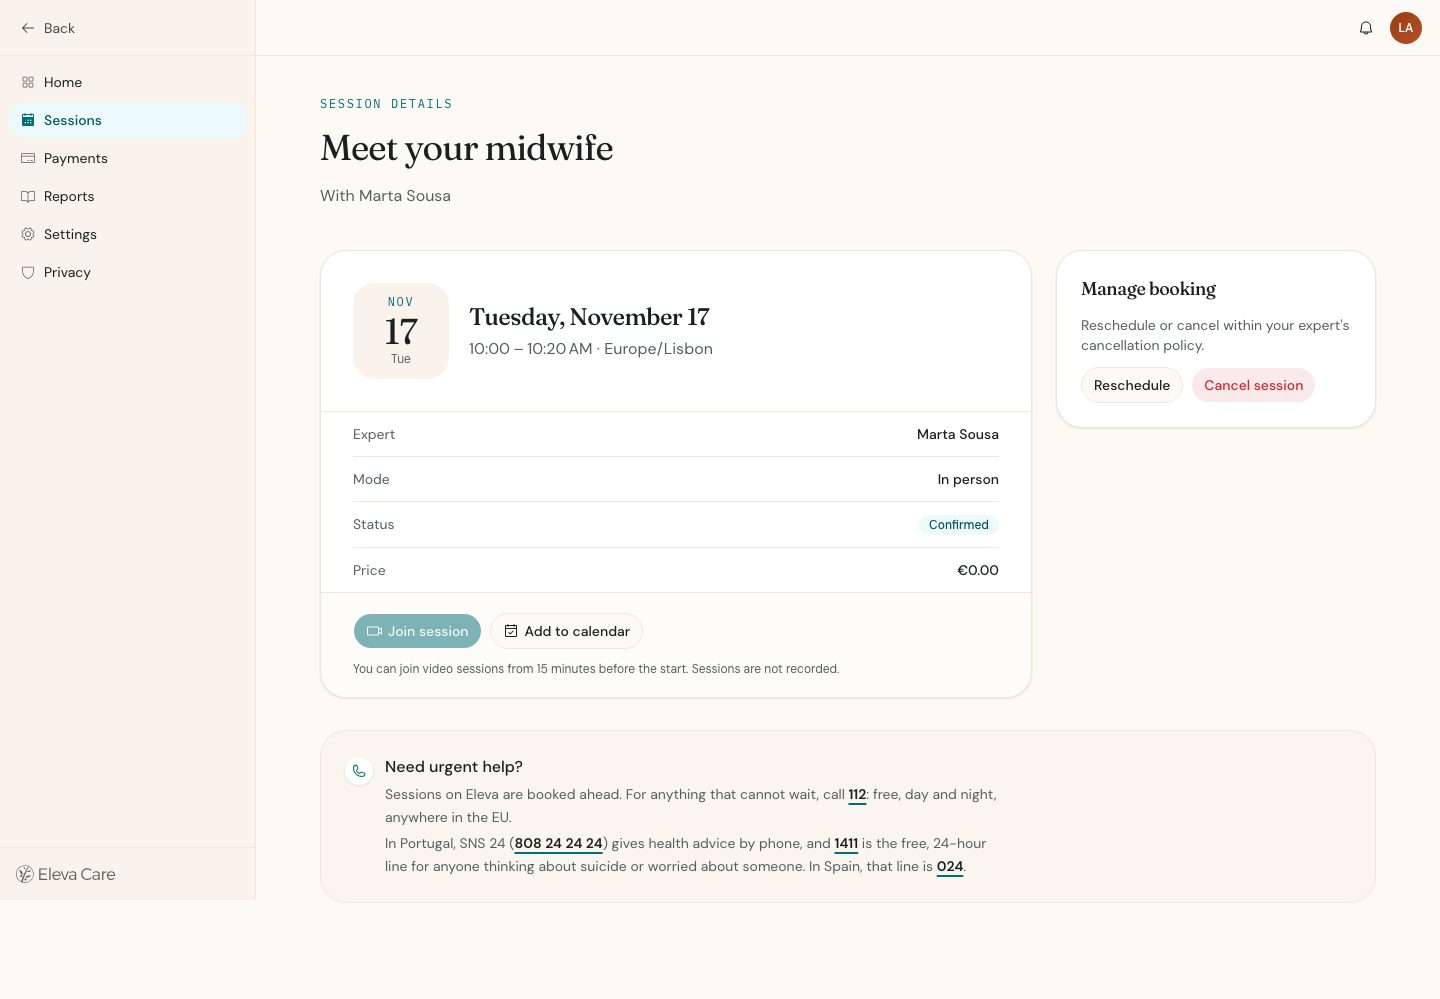 Back
LA
Home
Sessions
Payments
Reports
Settings
Privacy
Eleva Care
SESSION DETAILS
Meet your midwife
With Marta Sousa
NOV
17
Tue
Tuesday, November 17
10:00 – 10:20 AM · Europe/Lisbon
Expert
Marta Sousa
Mode
In person
Status
Confirmed
Price
€0.00
Join session
Add to calendar
You can join video sessions from 15 minutes before the start. Sessions are not recorded.
Manage booking
Reschedule or cancel within your expert's
cancellation policy.
Reschedule
Cancel session
Need urgent help?
Sessions on Eleva are booked ahead. For anything that cannot wait, call 112: free, day and night,
anywhere in the EU.
In Portugal, SNS 24 (808 24 24 24) gives health advice by phone, and 1411 is the free, 24-hour
line for anyone thinking about suicide or worried about someone. In Spain, that line is 024.